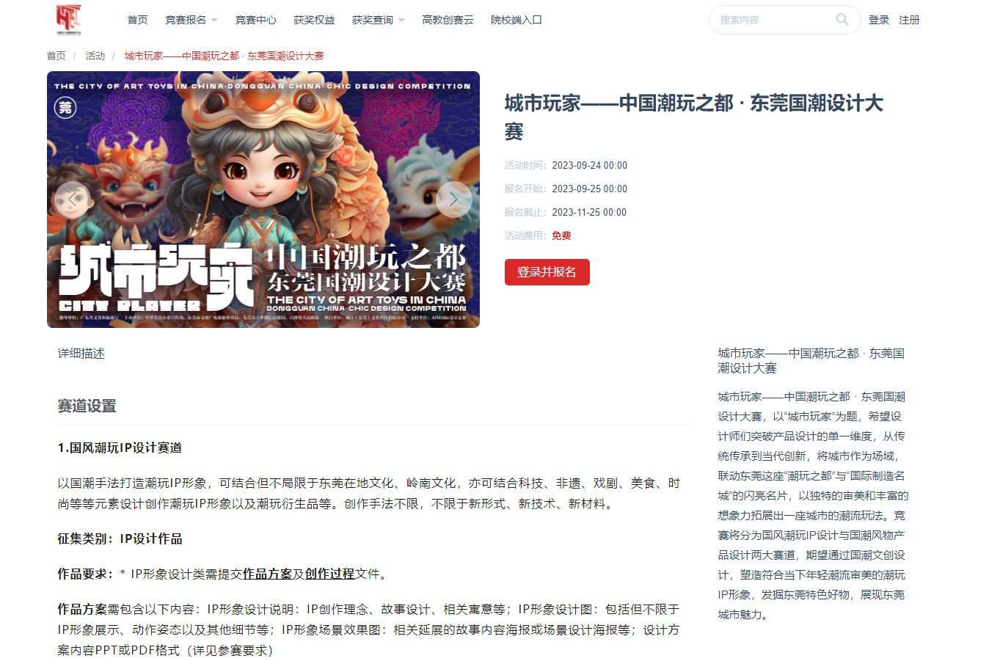 首页
竞赛报名
竞赛中心
获奖权益
获奖查询
高教创赛云
院校端入口
搜索内容
登录
注册
首页 / 活动 / 城市玩家——中国潮玩之都 · 东莞国潮设计大赛
THE CITY OF ART TOYS IN CHINA·DONGGUAN CHINA-CHIC DESIGN COMPETITION
莞
城市玩家
CITY PLAYER
中国潮玩之都
东莞国潮设计大赛
THE CITY OF ART TOYS IN CHINA
DONGGUAN CHINA-CHIC DESIGN COMPETITION
城市玩家——中国潮玩之都 · 东莞国潮设计大
赛
活动时间：2023-09-24 00:00
报名开始：2023-09-25 00:00
报名截止：2023-11-25 00:00
活动费用：免费
登录并报名
详细描述
赛道设置
1.国风潮玩IP设计赛道
以国潮手法打造潮玩IP形象，可结合但不局限于东莞在地文化、岭南文化，亦可结合科技、非遗、戏剧、美食、时
尚等等元素设计创作潮玩IP形象以及潮玩衍生品等。创作手法不限，不限于新形式、新技术、新材料。
征集类别：IP设计作品
作品要求：* IP形象设计类需提交作品方案及创作过程文件。
作品方案需包含以下内容：IP形象设计说明：IP创作理念、故事设计、相关寓意等；IP形象设计图：包括但不限于
IP形象展示、动作姿态以及其他细节等；IP形象场景效果图：相关延展的故事内容海报或场景设计海报等；设计方
案内容PPT或PDF格式（详见参赛要求）
城市玩家——中国潮玩之都 · 东莞国
潮设计大赛
城市玩家——中国潮玩之都 · 东莞国潮
设计大赛，以“城市玩家”为题，希望设
计师们突破产品设计的单一维度，从传
统传承到当代创新，将城市作为场域，
联动东莞这座“潮玩之都”与“国际制造名
城”的闪亮名片，以独特的审美和丰富的
想象力拓展出一座城市的潮流玩法。竞
赛将分为国风潮玩IP设计与国潮风物产
品设计两大赛道，期望通过国潮文创设
计，塑造符合当下年轻潮流审美的潮玩
IP形象，发掘东莞特色好物，展现东莞
城市魅力。